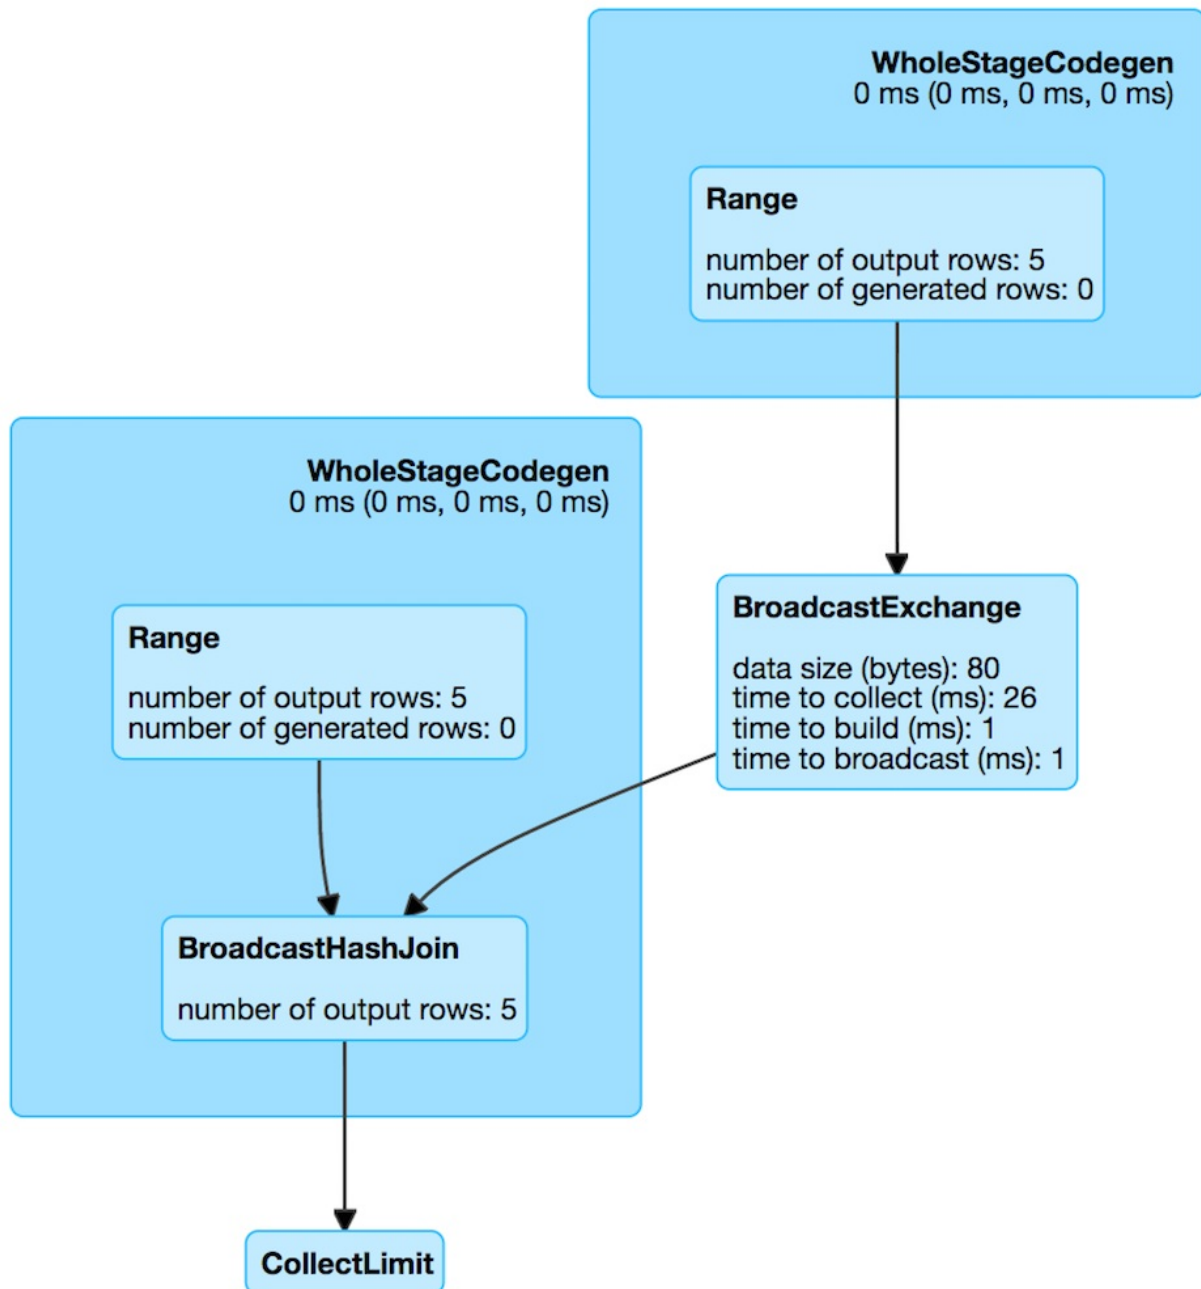 WholeStageCodegen
0 ms (0 ms, 0 ms, 0 ms)
Range
number of output rows: 5
number of generated rows: 0
WholeStageCodegen
0 ms (0 ms, 0 ms, 0 ms)
Range
number of output rows: 5
number of generated rows: 0
BroadcastExchange
data size (bytes): 80
time to collect (ms): 26
time to build (ms): 1
time to broadcast (ms): 1
BroadcastHashJoin
number of output rows: 5
CollectLimit